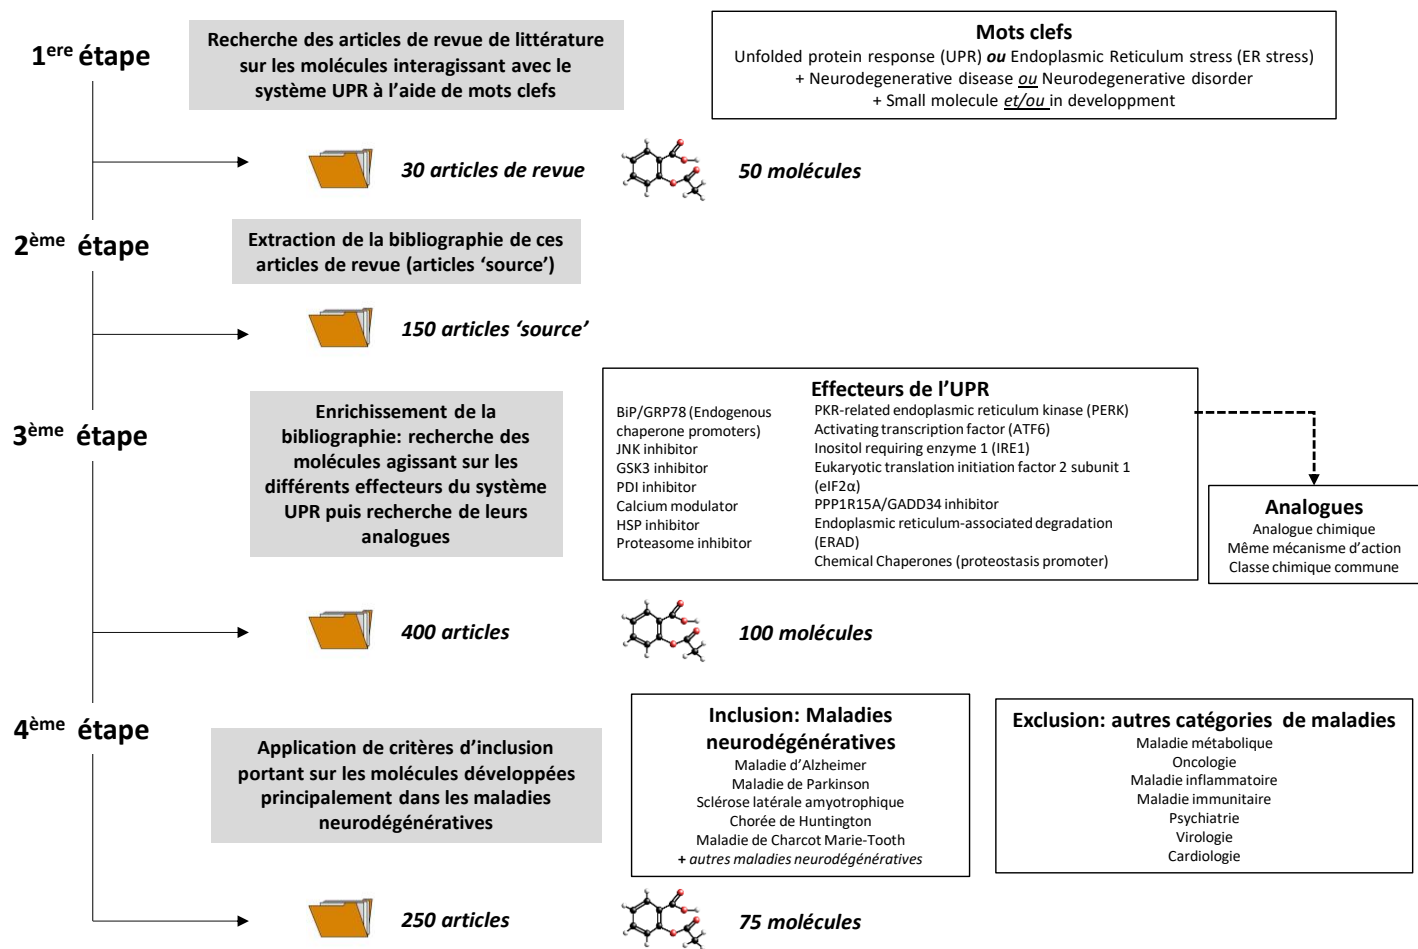 1ere étape
Recherche des articles de revue de littérature
sur les molécules interagissant avec le
système UPR à l'aide de mots clefs
Mots clefs
Unfolded protein response (UPR) ou Endoplasmic Reticulum stress (ER stress)
+ Neurodegenerative disease ou Neurodegenerative disorder
+ Small molecule et/ou in developpment
30 articles de revue
50 molécules
2ème étape
Extraction de la bibliographie de ces
articles de revue (articles ‘source’)
150 articles ‘source’
3ème étape
Enrichissement de la
bibliographie: recherche des
molécules agissant sur les
différents effecteurs du système
UPR puis recherche de leurs
analogues
Effecteurs de l’UPR
BiP/GRP78 (Endogenous
chaperone promoters)
JNK inhibitor
GSK3 inhibitor
PDI inhibitor
Calcium modulator
HSP inhibitor
Proteasome inhibitor
PKR-related endoplasmic reticulum kinase (PERK)
Activating transcription factor (ATF6)
Inositol requiring enzyme 1 (IRE1)
Eukaryotic translation initiation factor 2 subunit 1
(eIF2α)
PPP1R15A/GADD34 inhibitor
Endoplasmic reticulum-associated degradation
(ERAD)
Chemical Chaperones (proteostasis promoter)
Analogues
Analogue chimique
Même mécanisme d’action
Classe chimique commune
400 articles
100 molécules
4ème étape
Application de critères d’inclusion
portant sur les molécules développées
principalement dans les maladies
neurodégénératives
Inclusion: Maladies
neurodégénératives
Maladie d’Alzheimer
Maladie de Parkinson
Sclérose latérale amyotrophique
Chorée de Huntington
Maladie de Charcot Marie-Tooth
+ autres maladies neurodégénératives
Exclusion: autres catégories de maladies
Maladie métabolique
Oncologie
Maladie inflammatoire
Maladie immunitaire
Psychiatrie
Virologie
Cardiologie
250 articles
75 molécules